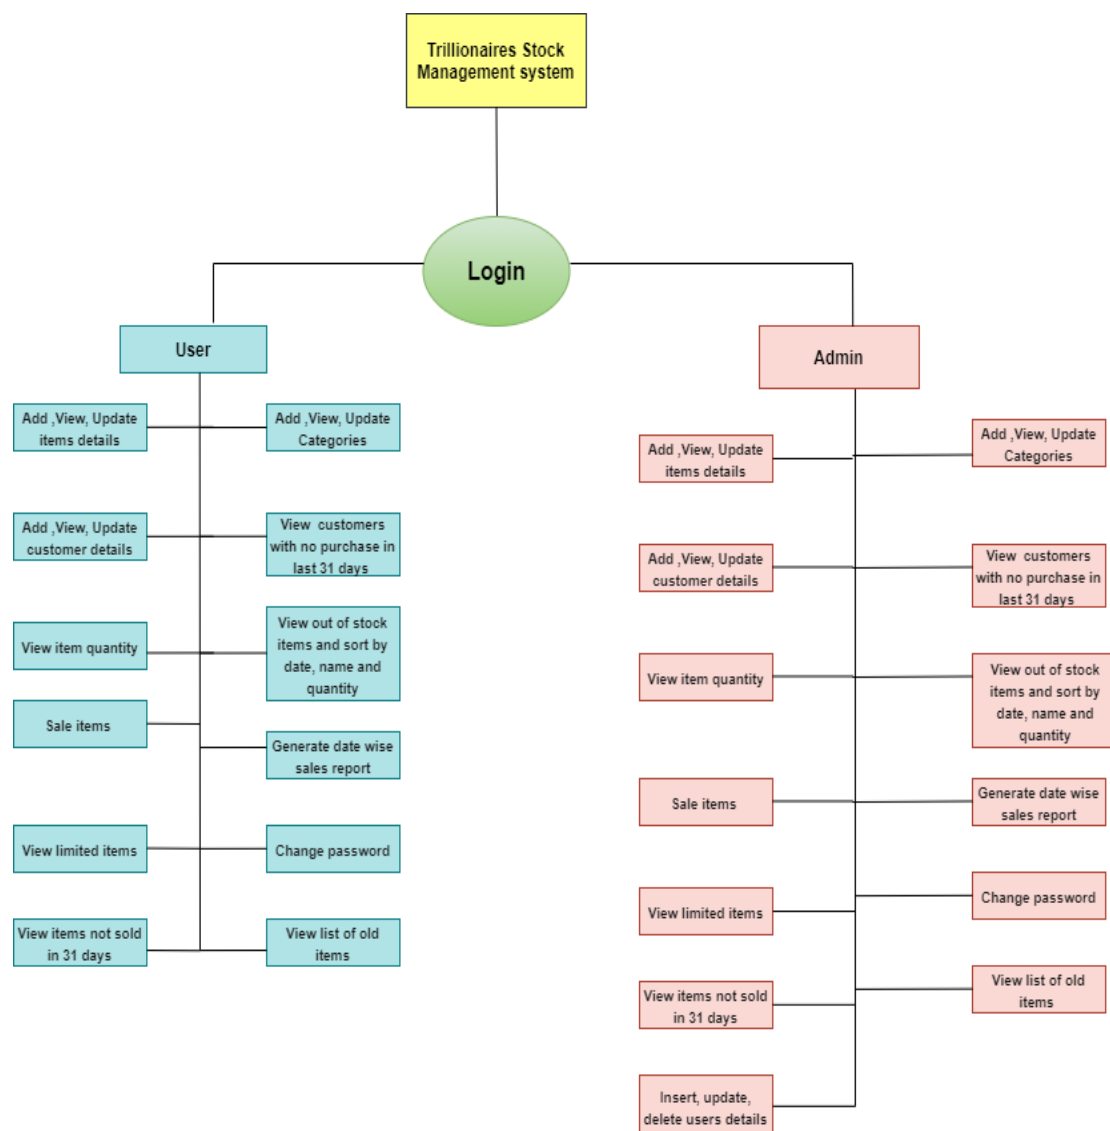 Trillionaires Stock
Management system
Login
User
Add ,View, Update
items details
Add ,View, Update
Categories
Add ,View, Update
customer details
View  customers
with no purchase in
last 31 days
View item quantity
View out of stock
items and sort by
date, name and
quantity
Sale items
Generate date wise
sales report
View limited items
Change password
View items not sold
in 31 days
View list of old
items
Admin
Add ,View, Update
items details
Add ,View, Update
Categories
Add ,View, Update
customer details
View  customers
with no purchase in
last 31 days
View item quantity
View out of stock
items and sort by
date, name and
quantity
Sale items
Generate date wise
sales report
View limited items
Change password
View items not sold
in 31 days
View list of old
items
Insert, update,
delete users details